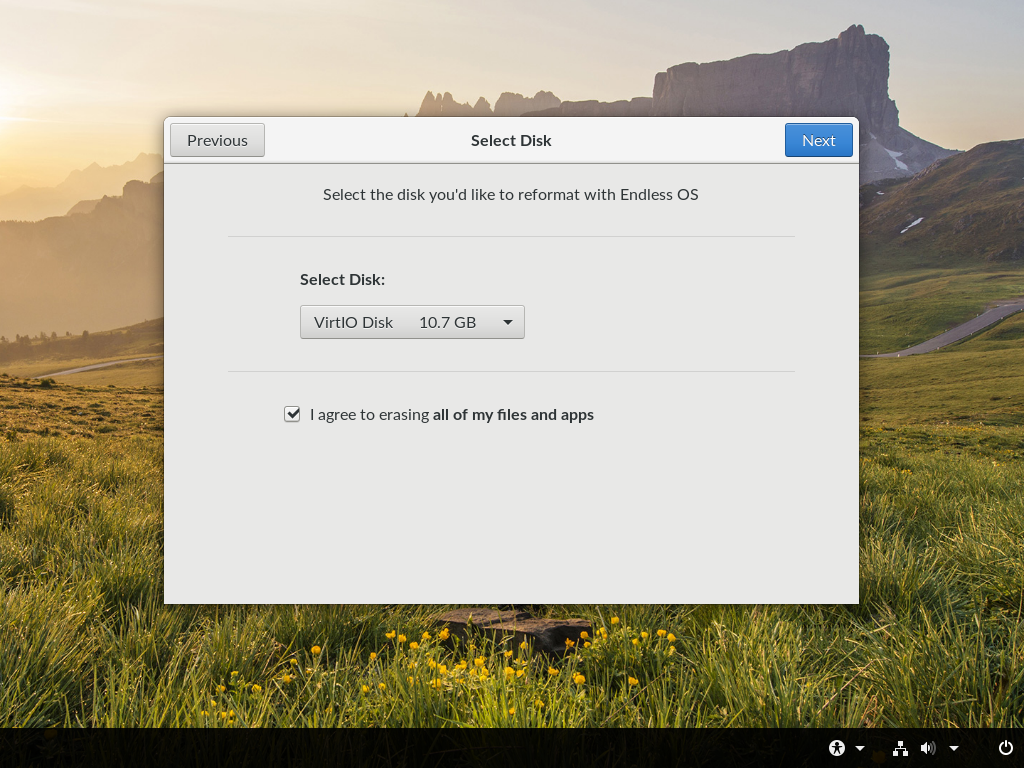 Previous
Select Disk
Next
Select the disk you'd like to reformat with Endless OS
Select Disk:
VirtIO Disk 10.7 GB
I agree to erasing all of my files and apps